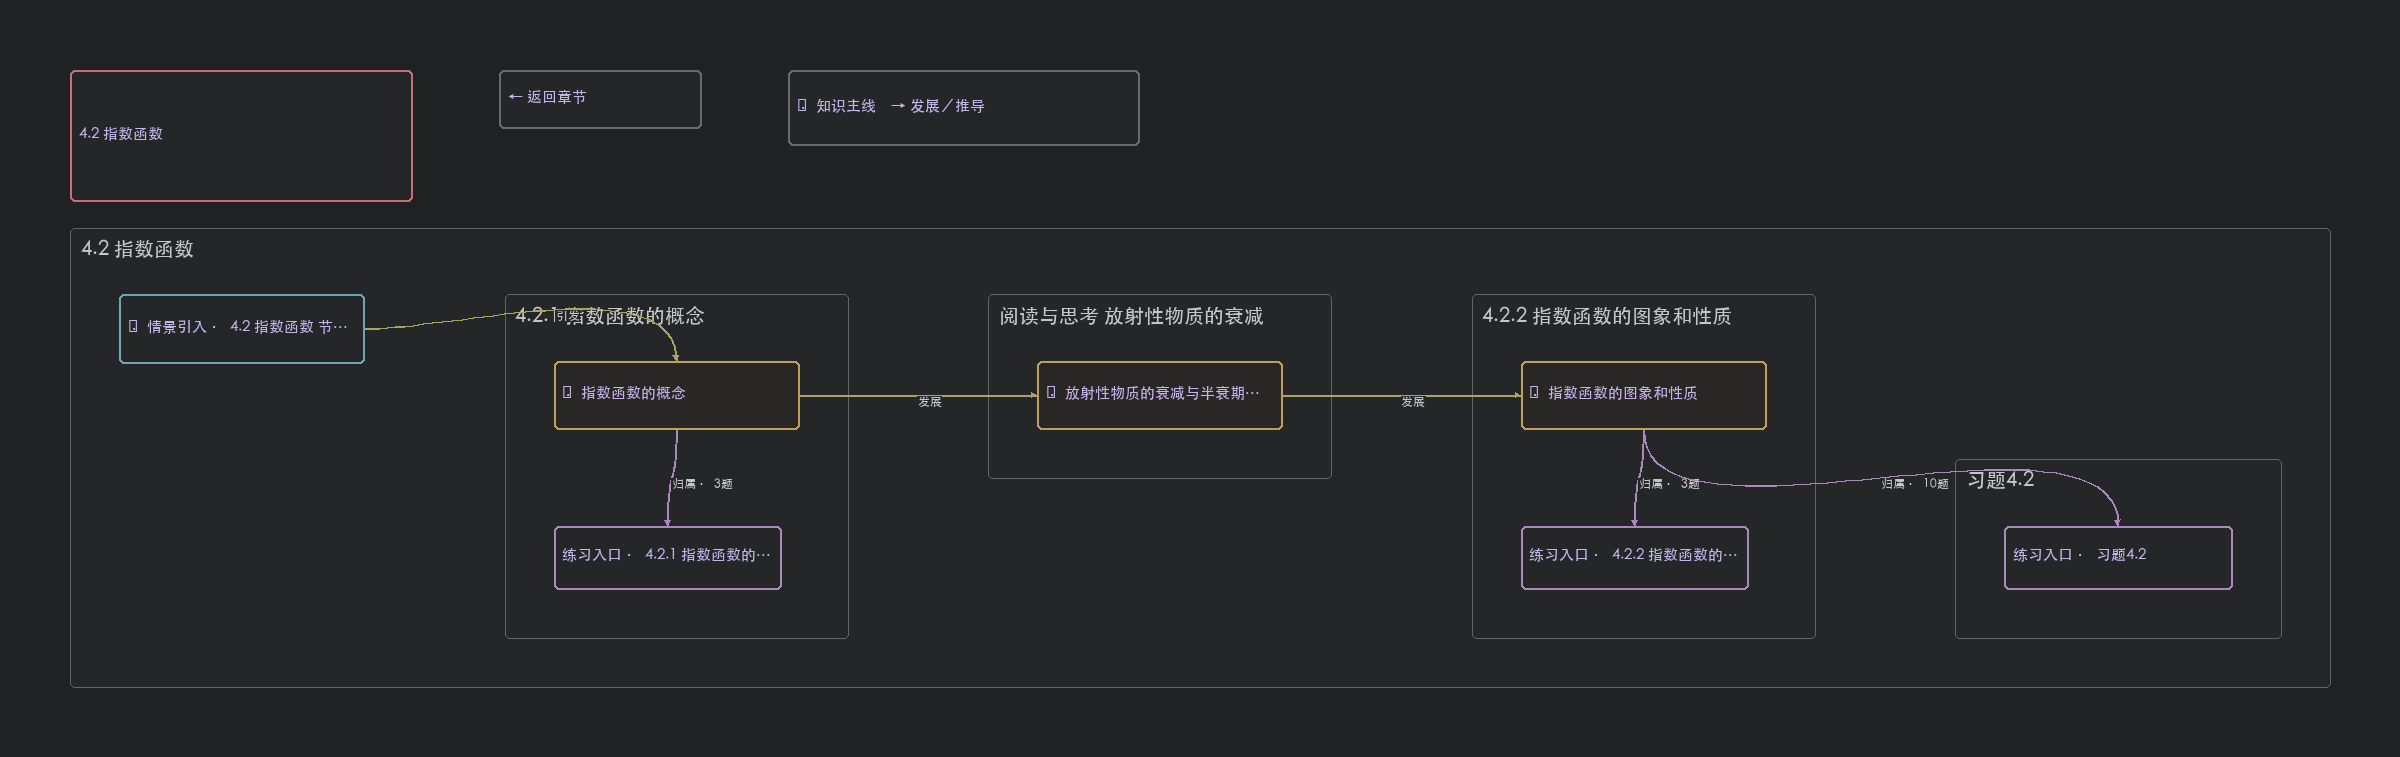 4.2 指数函数
← 返回章节
知识主线 → 发展／推导
4.2 指数函数
情景引入· 4.2 指数函数 节…
4.2.1 指数函数的概念
阅读与思考 放射性物质的衰减
4.2.2 指数函数的图象和性质
指数函数的概念
发展
放射性物质的衰减与半衰期…
发展
指数函数的图象和性质
归属· 3题
归属· 3题
归属· 10题
习题4.2
练习入口· 4.2.1 指数函数的…
练习入口· 4.2.2 指数函数的…
练习入口· 习题4.2